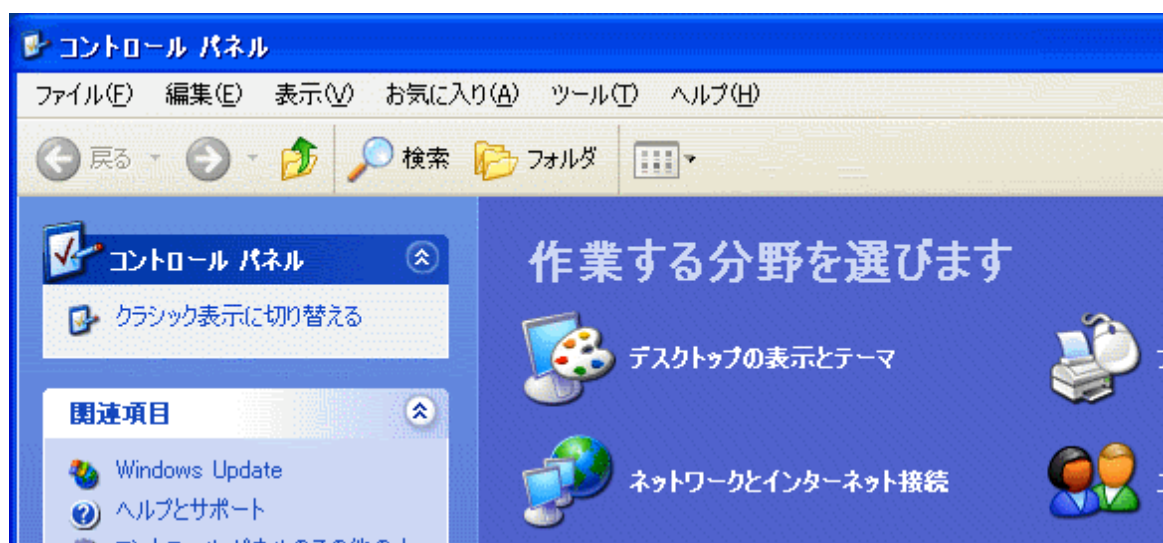 コントロール パネル
ファイル(F) 編集(E) 表示(V) お気に入り(A) ツール(T) ヘルプ(H)
戻る 検索 フォルダ
コントロール パネル
クラシック表示に切り替える
関連項目
Windows Update
ヘルプとサポート
作業する分野を選びます
デスクトップの表示とテーマ
ネットワークとインターネット接続